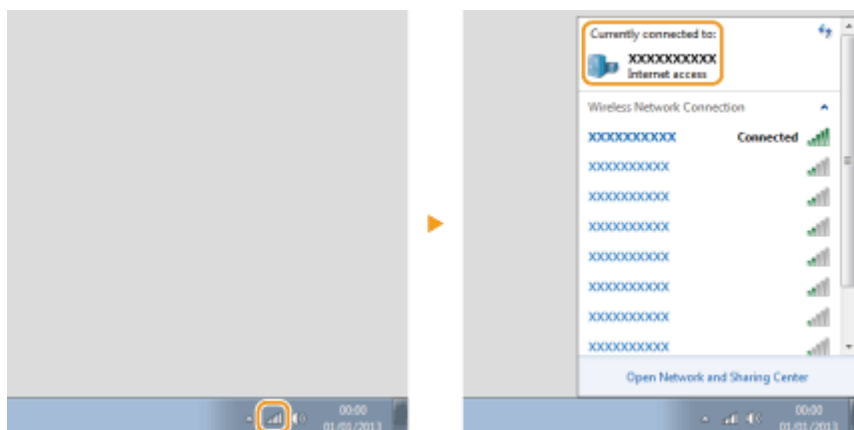 00:00
01/01/2013
Currently connected to:
XXXXXXXXXX
Internet access
Wireless Network Connection
XXXXXXXXXX Connected
XXXXXXXXXX
XXXXXXXXXX
XXXXXXXXXX
XXXXXXXXXX
XXXXXXXXXX
XXXXXXXXXX
XXXXXXXXXX
Open Network and Sharing Center
00:00
01/01/2013